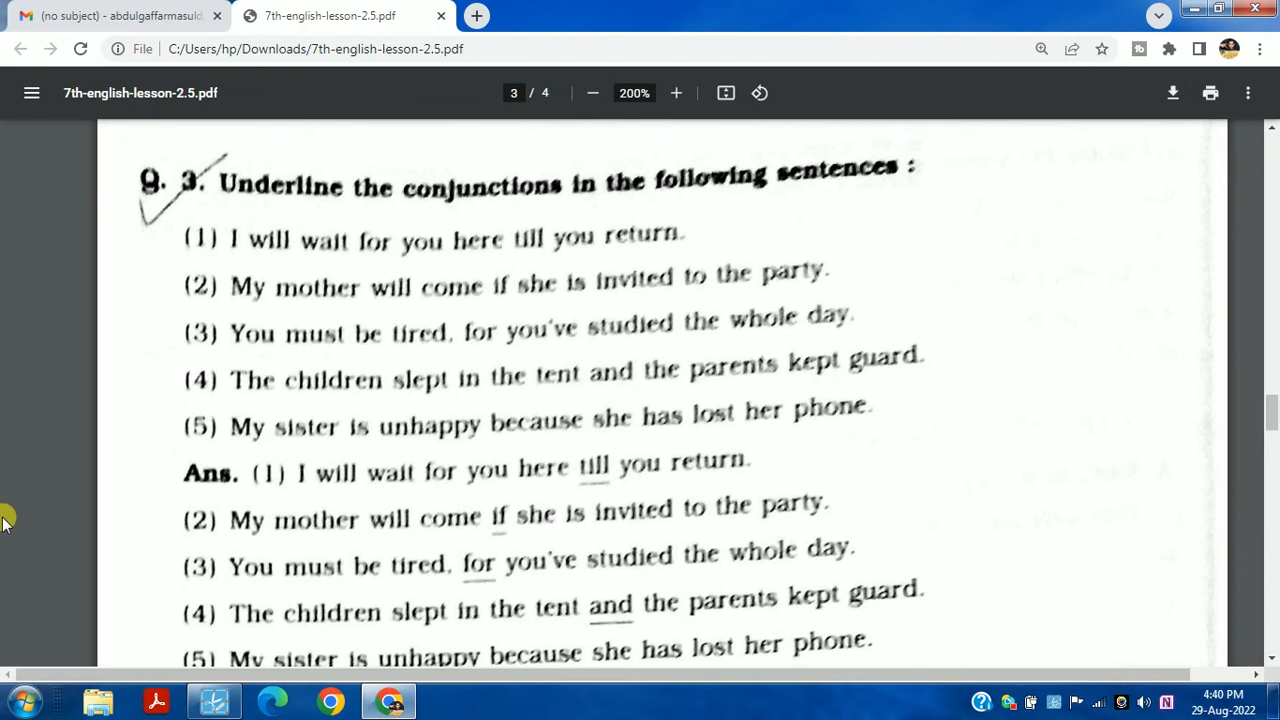 (no subject) - abdulgaffarmasuld
7th-english-lesson-2.5.pdf
File | C:/Users/hp/Downloads/7th-english-lesson-2.5.pdf
7th-english-lesson-2.5.pdf
3 / 4
200%
Q. 3. Underline the conjunctions in the following sentences :
(1) I will wait for you here till you return.
(2) My mother will come if she is invited to the party.
(3) You must be tired, for you've studied the whole day.
(4) The children slept in the tent and the parents kept guard.
(5) My sister is unhappy because she has lost her phone.
Ans. (1) I will wait for you here till you return.
(2) My mother will come if she is invited to the party.
(3) You must be tired, for you've studied the whole day.
(4) The children slept in the tent and the parents kept guard.
(5) My sister is unhappy because she has lost her phone.
4:40 PM
29-Aug-2022